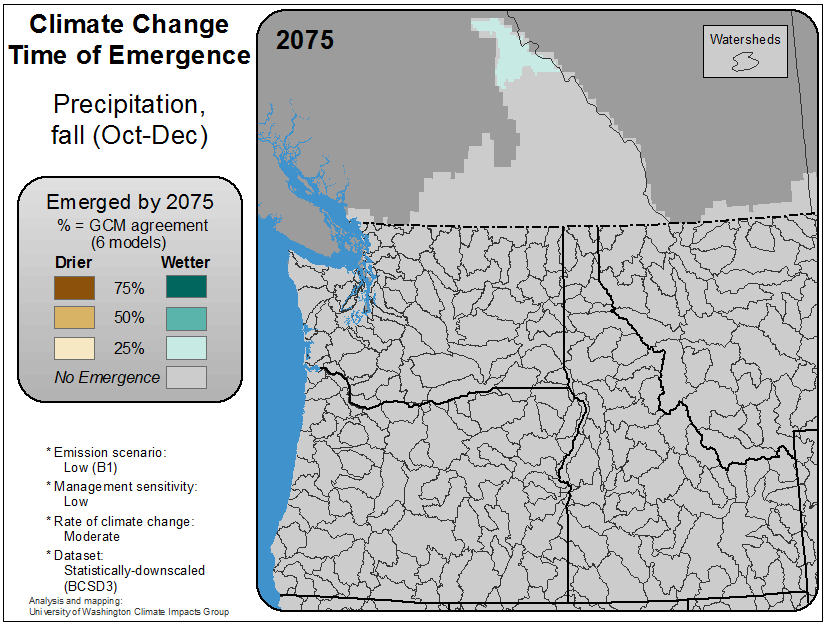 Climate Change
Time of Emergence
Precipitation,
fall (Oct-Dec)
Emerged by 2075
% = GCM agreement
(6 models)
Drier Wetter
75%
50%
25%
No Emergence
* Emission scenario:
Low (B1)
* Management sensitivity:
Low
* Rate of climate change:
Moderate
* Dataset:
Statistically-downscaled
(BCSD3)
Analysis and mapping:
University of Washington Climate Impacts Group
2075
Watersheds